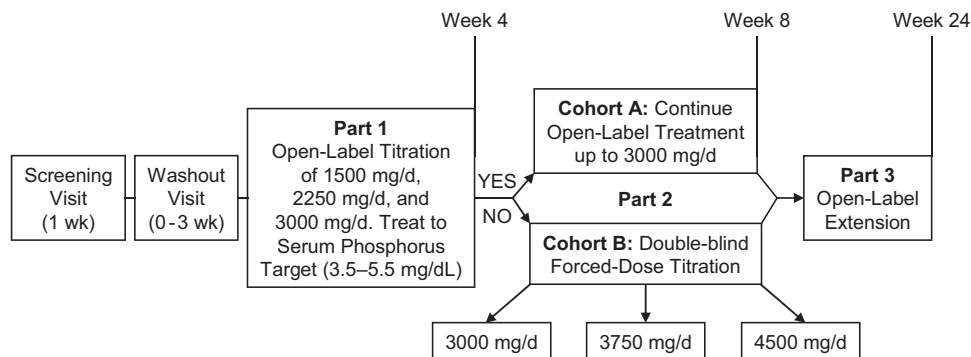 Week 4
Week 8
Week 24
Screening
Visit
(1 wk)
Washout
Visit
(0-3 wk)
Part 1
Open-Label Titration
of 1500 mg/d,
2250 mg/d, and
3000 mg/d. Treat to
Serum Phosphorus
Target (3.5–5.5 mg/dL)
YES
NO
Cohort A: Continue
Open-Label Treatment
up to 3000 mg/d
Part 2
Cohort B: Double-blind
Forced-Dose Titration
3000 mg/d
3750 mg/d
4500 mg/d
Part 3
Open-Label
Extension